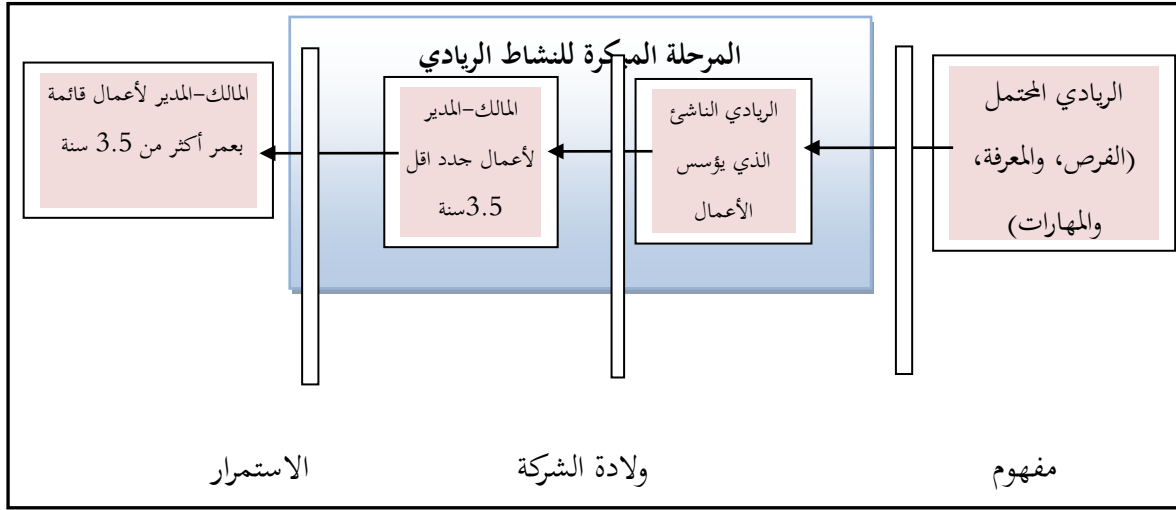 المرحلة المبكرة للنشاط الريادي
الريادي المحتمل
(الفرص، والمعرفة،
والمهارات)
الريادي الناشئ
الذي يؤسس
الأعمال
المالك-المدير
لأعمال جدد اقل
3.5سنة
المالك-المدير لأعمال قائمة
بعمر أكثر من 3.5 سنة
مفهوم
ولادة الشركة
الاستمرار